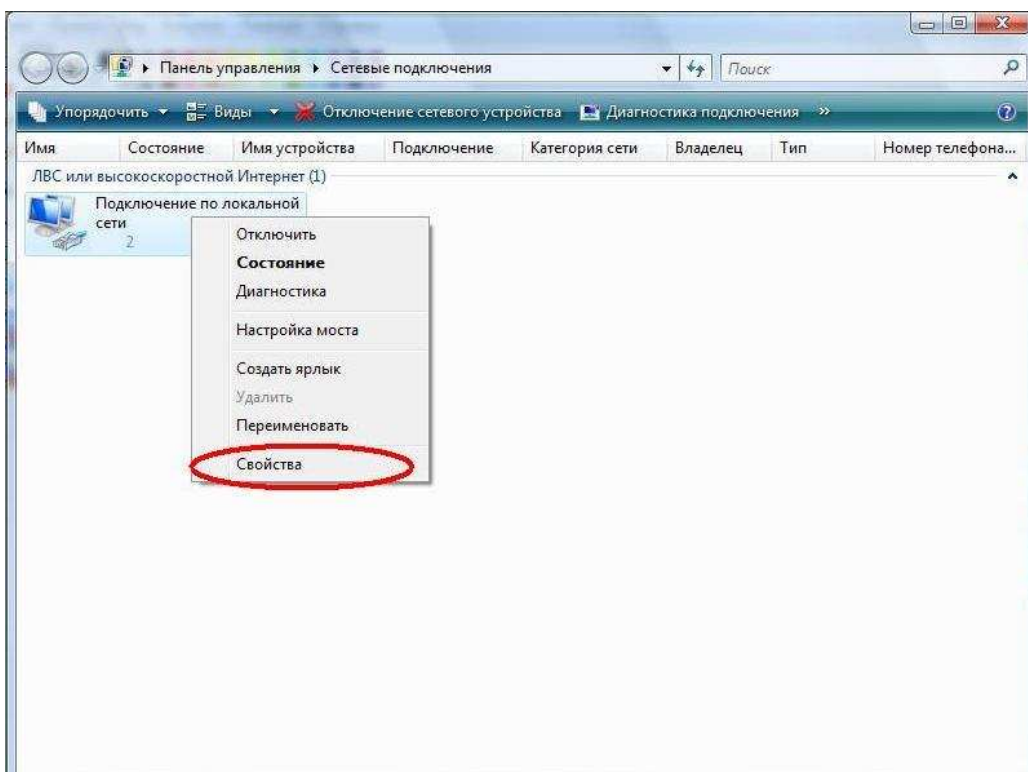 Панель управления Сетевые подключения Поиск
Упорядочить Виды Отключение сетевого устройства Диагностика подключения »
Имя Состояние Имя устройства Подключение Категория сети Владелец Тип Номер телефона...
ЛВС или высокоскоростной Интернет (1)
Подключение по локальной
сети
2
Отключить
Состояние
Диагностика
Настройка моста
Создать ярлык
Удалить
Переименовать
Свойства